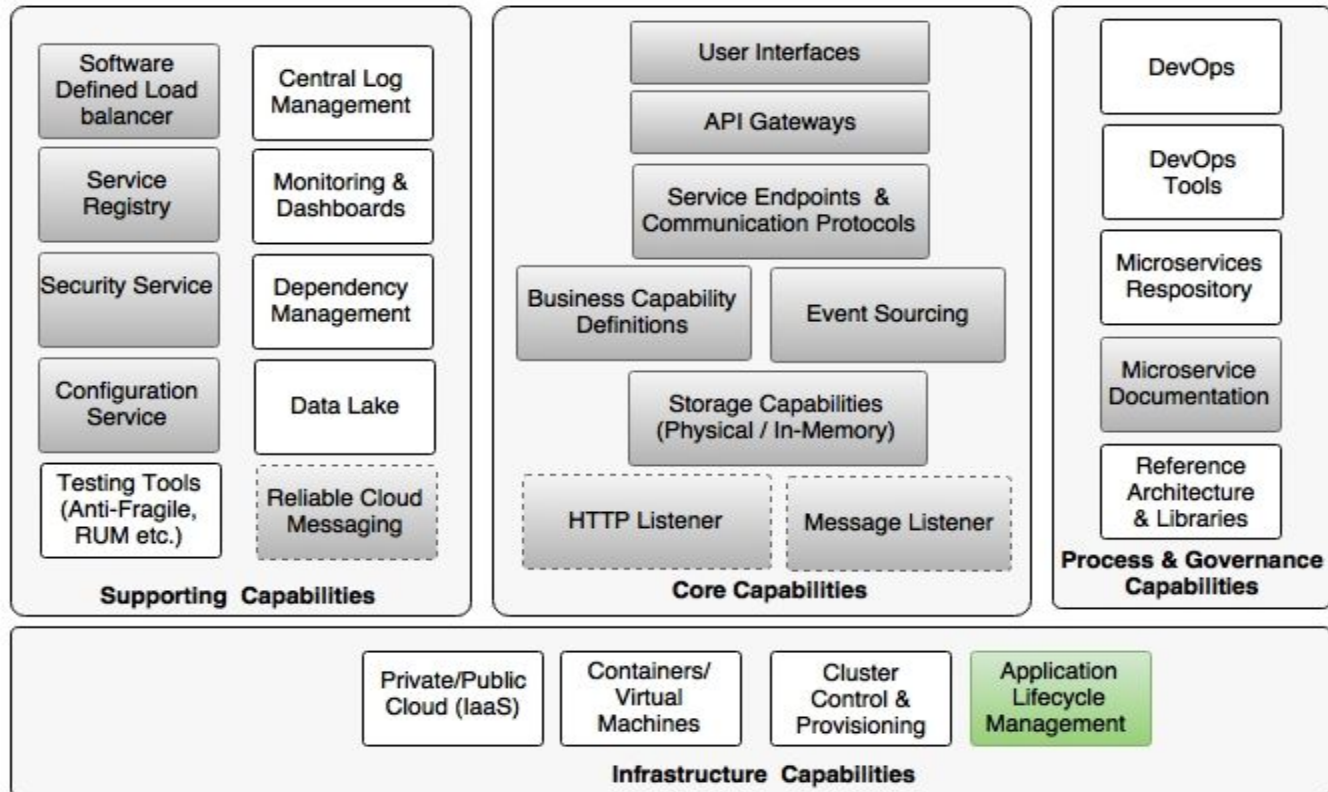 Software
Defined Load
balancer
Central Log
Management
Service
Registry
Monitoring &
Dashboards
Security Service
Dependency
Management
Configuration
Service
Data Lake
Testing Tools
(Anti-Fragile,
RUM etc.)
Reliable Cloud
Messaging
Supporting Capabilities
User Interfaces
API Gateways
Service Endpoints &
Communication Protocols
Business Capability
Definitions
Event Sourcing
Storage Capabilities
(Physical / In-Memory)
HTTP Listener
Message Listener
Core Capabilities
DevOps
DevOps
Tools
Microservices
Respository
Microservice
Documentation
Reference
Architecture
& Libraries
Process & Governance
Capabilities
Private/Public
Cloud (IaaS)
Containers/
Virtual
Machines
Cluster
Control &
Provisioning
Application
Lifecycle
Management
Infrastructure Capabilities